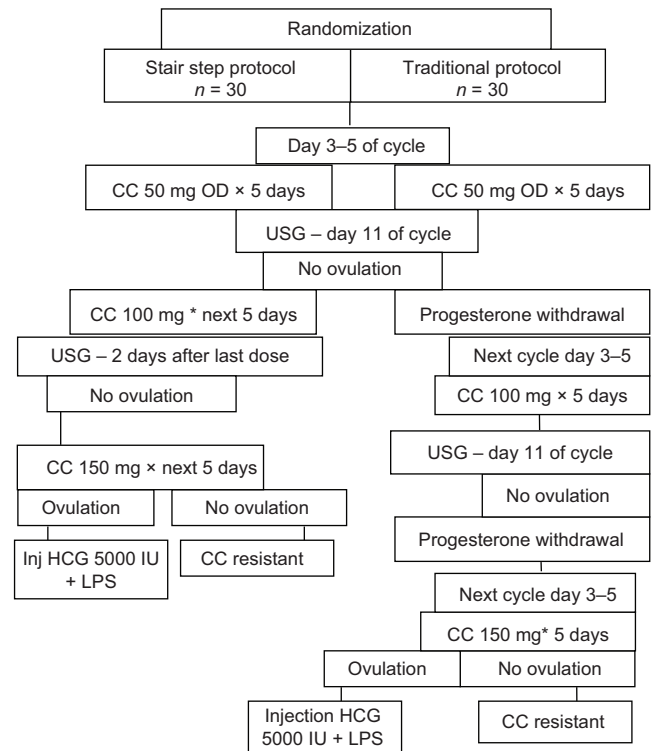 Randomization
Stair step protocol
n = 30
Traditional protocol
n = 30
Day 3–5 of cycle
CC 50 mg OD × 5 days
CC 50 mg OD × 5 days
USG – day 11 of cycle
No ovulation
CC 100 mg * next 5 days
Progesterone withdrawal
USG – 2 days after last dose
Next cycle day 3–5
No ovulation
CC 100 mg × 5 days
USG – day 11 of cycle
CC 150 mg × next 5 days
No ovulation
Ovulation
No ovulation
Progesterone withdrawal
Inj HCG 5000 IU
+ LPS
CC resistant
Next cycle day 3–5
CC 150 mg* 5 days
Ovulation
No ovulation
Injection HCG
5000 IU + LPS
CC resistant